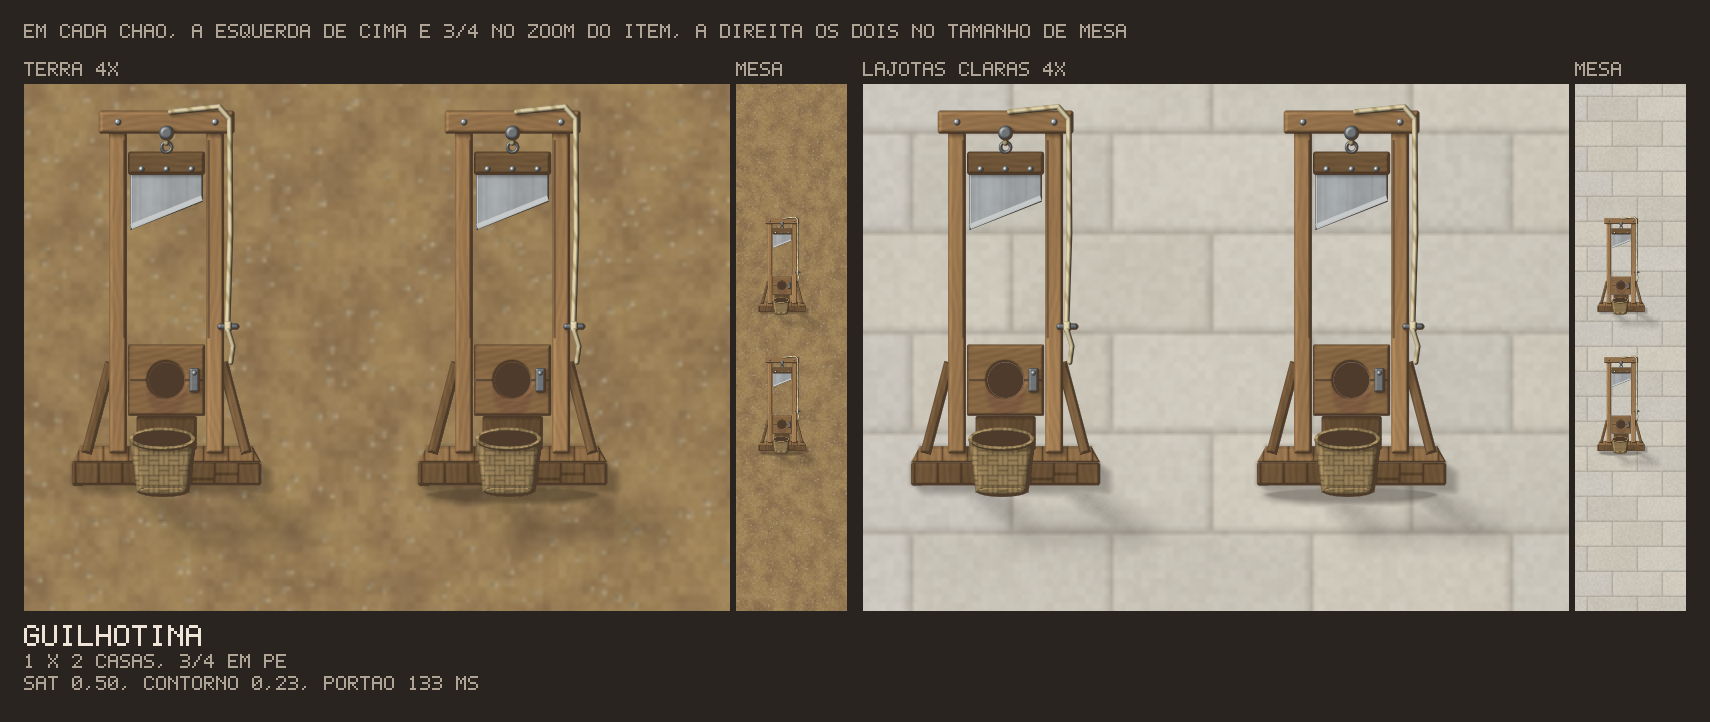 EM CADA CHAO, A ESQUERDA DE CIMA E 3/4 NO ZOOM DO ITEM, A DIREITA OS DOIS NO TAMANHO DE MESA
TERRA 4X
MESA
LAJOTAS CLARAS 4X
MESA
GUILHOTINA
1 X 2 CASAS, 3/4 EM PE
SAT 0,50, CONTORNO 0,23, PORTAO 133 MS